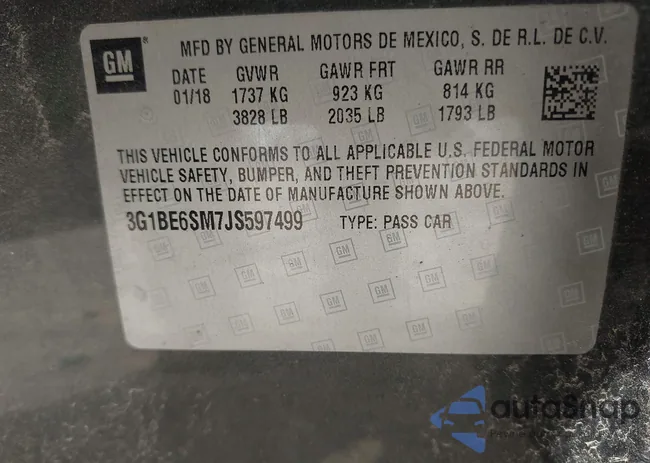 GM
MFD BY GENERAL MOTORS DE MEXICO, S. DE R.L. DE C.V.
DATE GVWR GAWR FRT GAWR RR
01/18 1737 KG 923 KG 814 KG
3828 LB 2035 LB 1793 LB
THIS VEHICLE CONFORMS TO ALL APPLICABLE U.S. FEDERAL MOTOR
VEHICLE SAFETY, BUMPER, AND THEFT PREVENTION STANDARDS IN
EFFECT ON THE DATE OF MANUFACTURE SHOWN ABOVE.
3G1BE6SM7JS597499 TYPE: PASS CAR
autoSnap